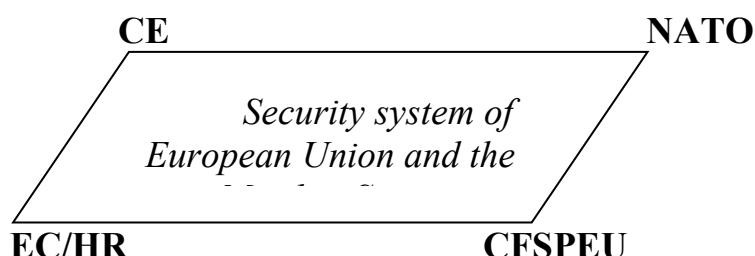 CE NATO
Security system of
European Union and the
EC/HR CFSPEU